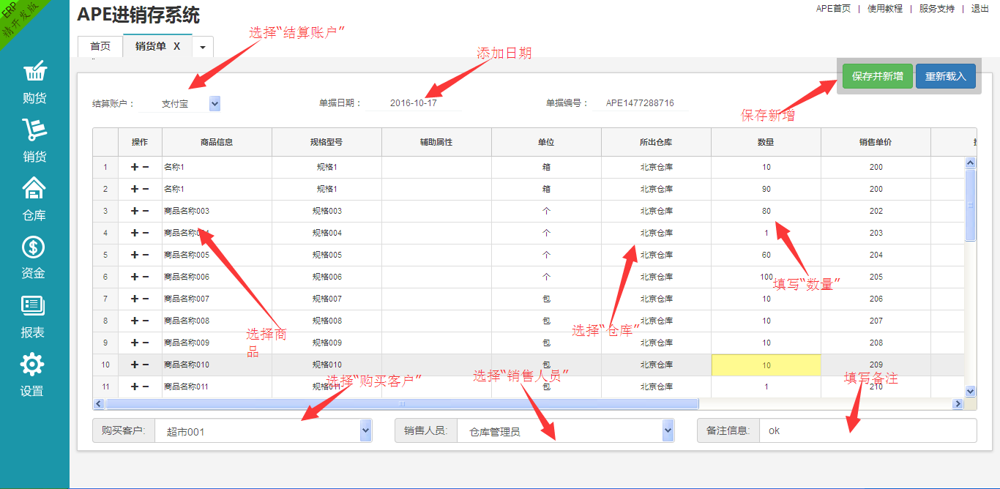 ERP
精开发版
APE进销存系统
APE首页 | 使用教程 | 服务支持 | 退出
选择“结算账户”
添加日期
首页 销货单 X
保存并新增 重新载入
结算账户： 支付宝 单据日期： 2016-10-17 单据编号： APE1477288716
保存新增
操作 商品信息 规格型号 辅助属性 单位 所出仓库 数量 销售单价
1 名称1 规格1 箱 北京仓库 10 200
2 名称1 规格1 箱 北京仓库 90 200
3 商品名称003 规格003 个 北京仓库 80 202
4 商品名称004 规格004 个 北京仓库 1 203
5 商品名称005 规格005 个 北京仓库 60 204
6 商品名称006 规格006 个 北京仓库 100 205
填写“数量”
7 商品名称007 规格007 包 北京仓库 10 206
8 商品名称008 规格008 包 北京仓库 10 207
选择“仓库”
选择商
品
9 商品名称009 规格009 包 北京仓库 10 208
10 商品名称010 规格010 包 北京仓库 10 209
选择“购买客户” 选择“销售人员” 填写备注
11 商品名称011 规格011 包 北京仓库 1 210
购买客户: 超市001 销售人员: 仓库管理员 备注信息: ok
购货
销货
仓库
资金
报表
设置